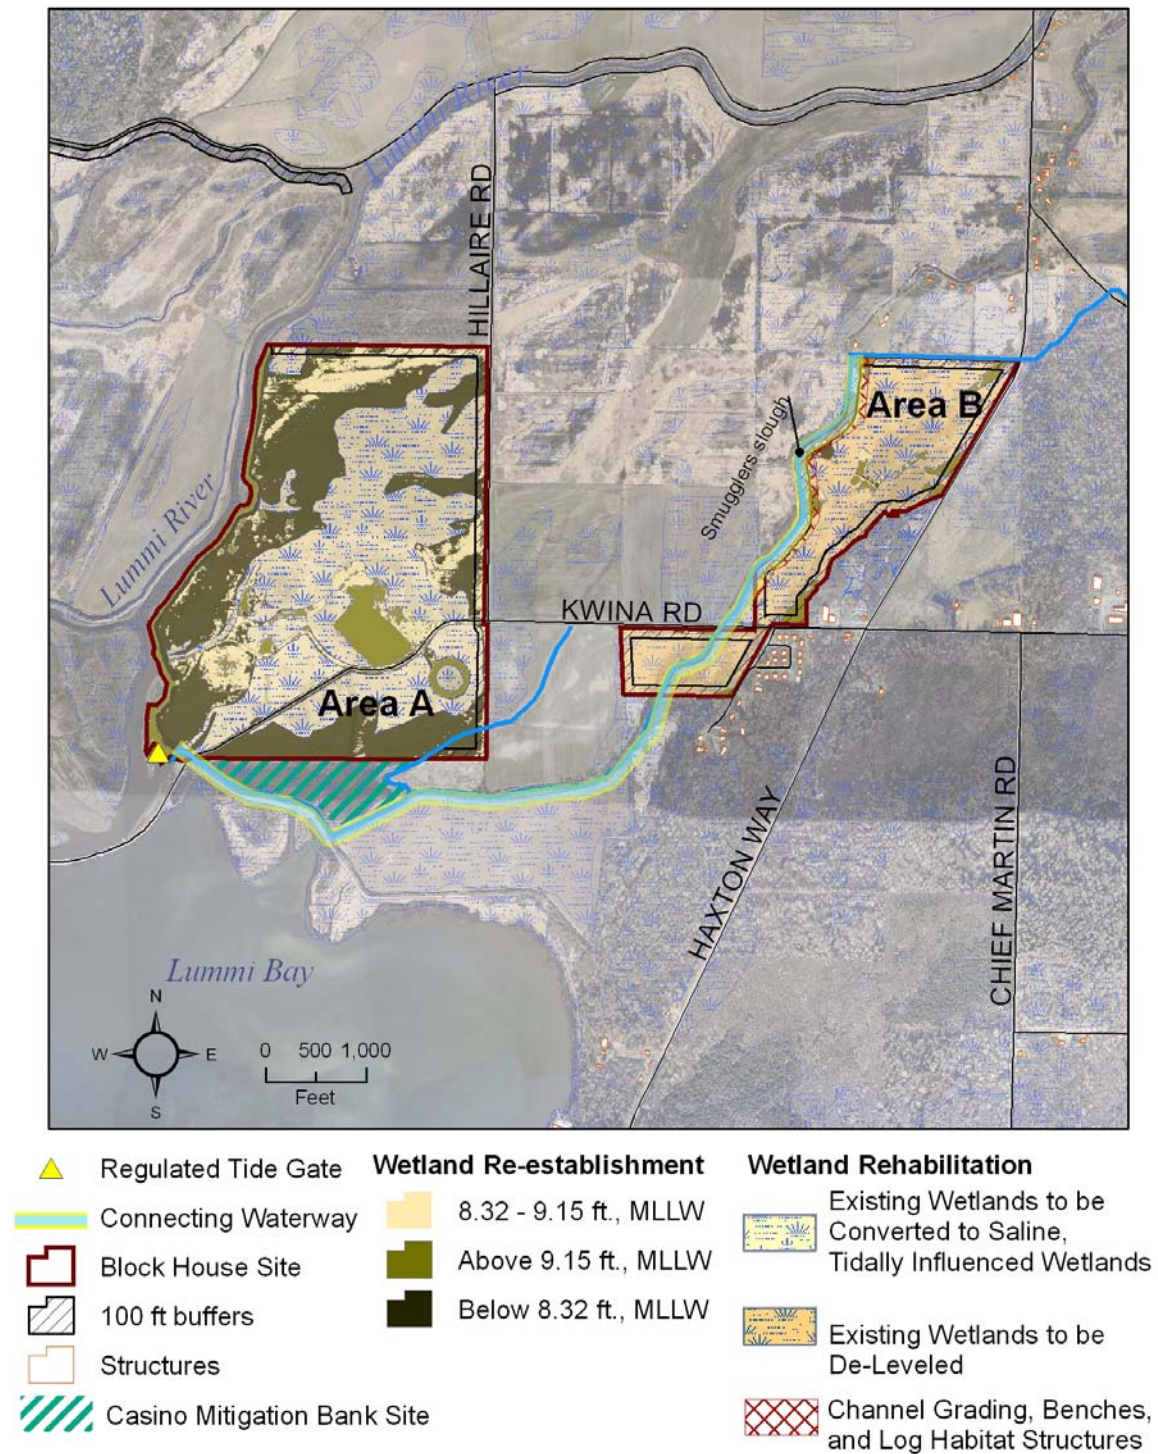 Lummi River
HILLAIRE RD
Area B
Smugglers slough
Lummi River
KWINA RD
Area A
HAXTON WAY
CHIEF MARTIN RD
Lummi Bay
N
W E
S
0 500 1,000
Feet
Regulated Tide Gate
Connecting Waterway
Block House Site
100 ft buffers
Structures
Casino Mitigation Bank Site
Wetland Re-establishment
8.32 - 9.15 ft., MLLW
Above 9.15 ft., MLLW
Below 8.32 ft., MLLW
Wetland Rehabilitation
Existing Wetlands to be
Converted to Saline,
Tidally Influenced Wetlands
Existing Wetlands to be
De-Leveled
Channel Grading, Benches,
and Log Habitat Structures